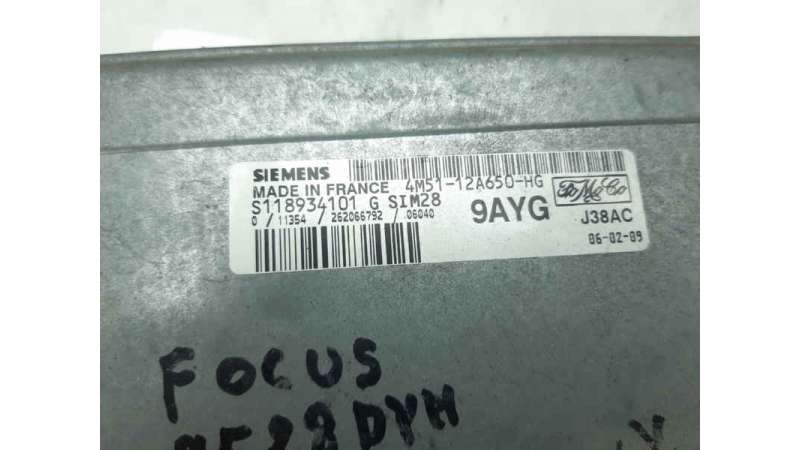 SIEMENS
MADE IN FRANCE 4M51-12A650-HG
S118934101 G SIM28
0 / 11354 / 262066792 / 06040
9AYG
FoMoCo
J38AC
06-02-09
FOCUS